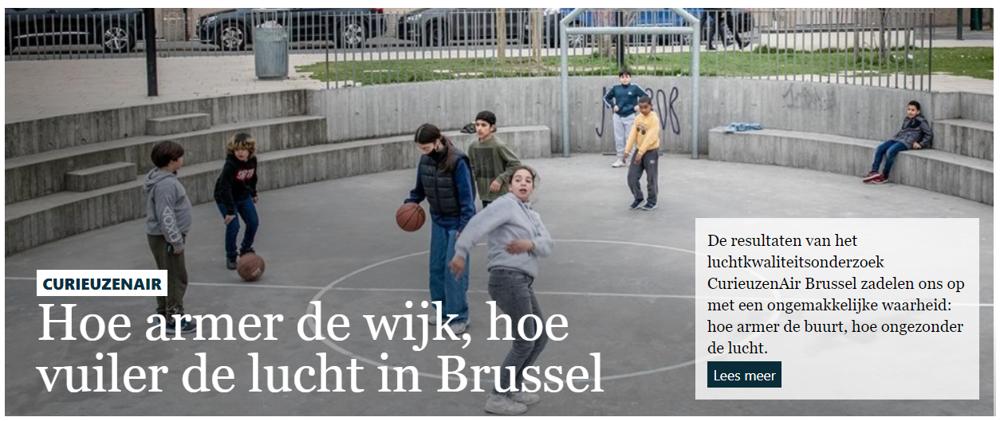 CURIEUZENAIR
Hoe armer de wijk, hoe
vuiler de lucht in Brussel
De resultaten van het
luchtkwaliteitsonderzoek
CurieuzenAir Brussel zadelen ons op
met een ongemakkelijke waarheid:
hoe armer de buurt, hoe ongezonder
de lucht.
Lees meer